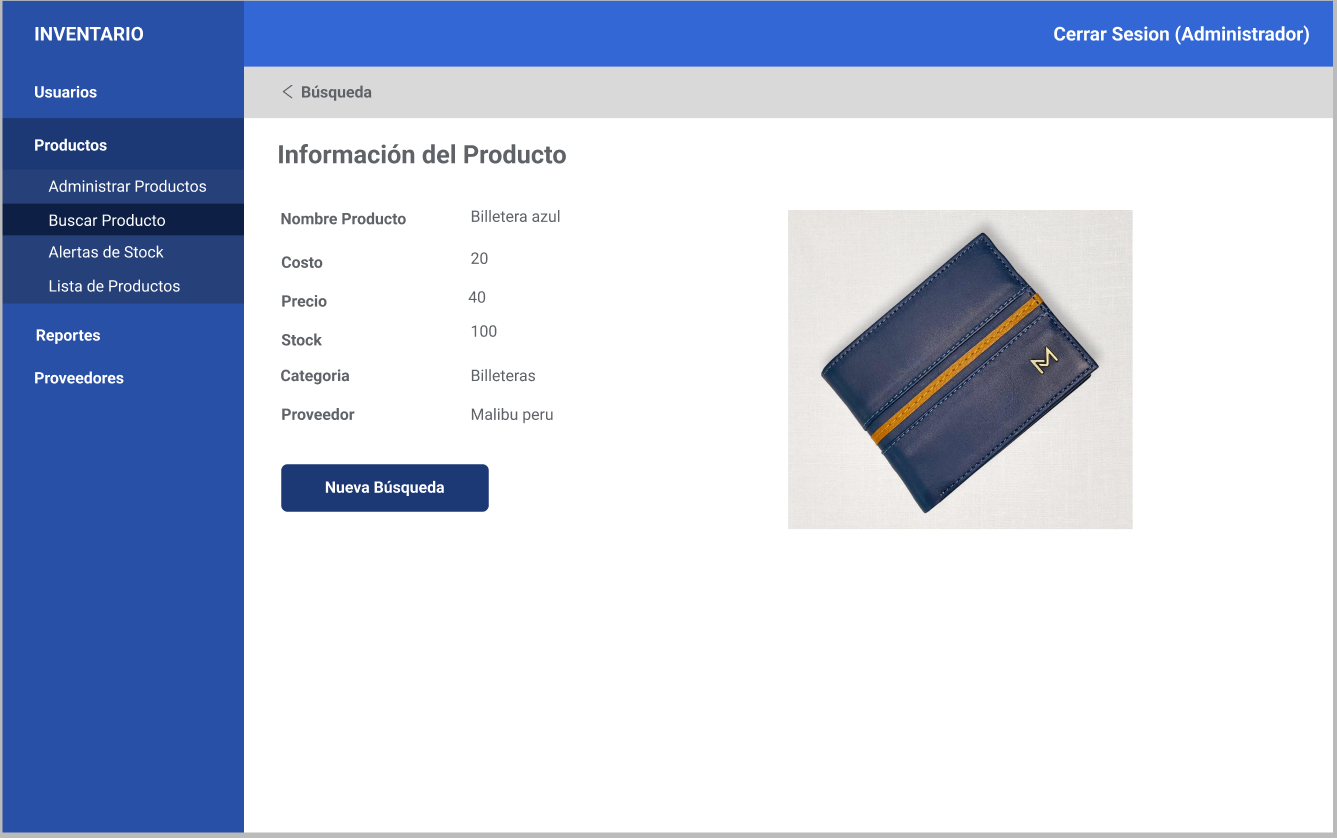 INVENTARIO
Cerrar Sesion (Administrador)
Usuarios
Búsqueda
Productos
Administrar Productos
Buscar Producto
Alertas de Stock
Lista de Productos
Reportes
Proveedores
Información del Producto
Nombre Producto Billetera azul
Costo 20
Precio 40
Stock 100
Categoria Billeteras
Proveedor Malibu peru
Nueva Búsqueda
M